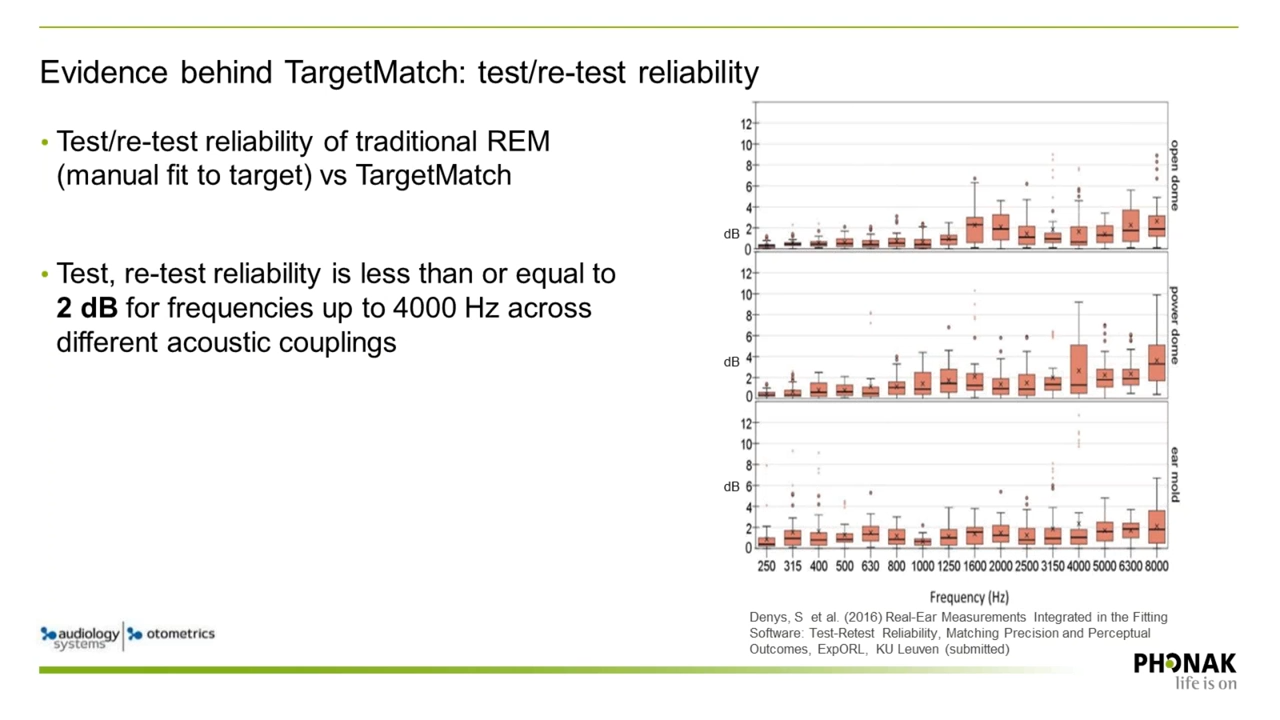 Evidence behind TargetMatch: test/re-test reliability
• Test/re-test reliability of traditional REM
(manual fit to target) vs TargetMatch
• Test, re-test reliability is less than or equal to
2 dB for frequencies up to 4000 Hz across
different acoustic couplings
12
10
8
6
4
dB 2
0
open dome
12
10
8
6
dB 4
2
0
power dome
12
10
8
dB 6
4
2
0
ear mold
250 315 400 500 630 800 1000 1250 1600 2000 2500 3150 4000 5000 6300 8000
Frequency (Hz)
Denys, S et al. (2016) Real-Ear Measurements Integrated in the Fitting
Software: Test-Retest Reliability, Matching Precision and Perceptual
Outcomes, ExpORL, KU Leuven (submitted)
audiology
systems
otometrics
PHONAK
life is on